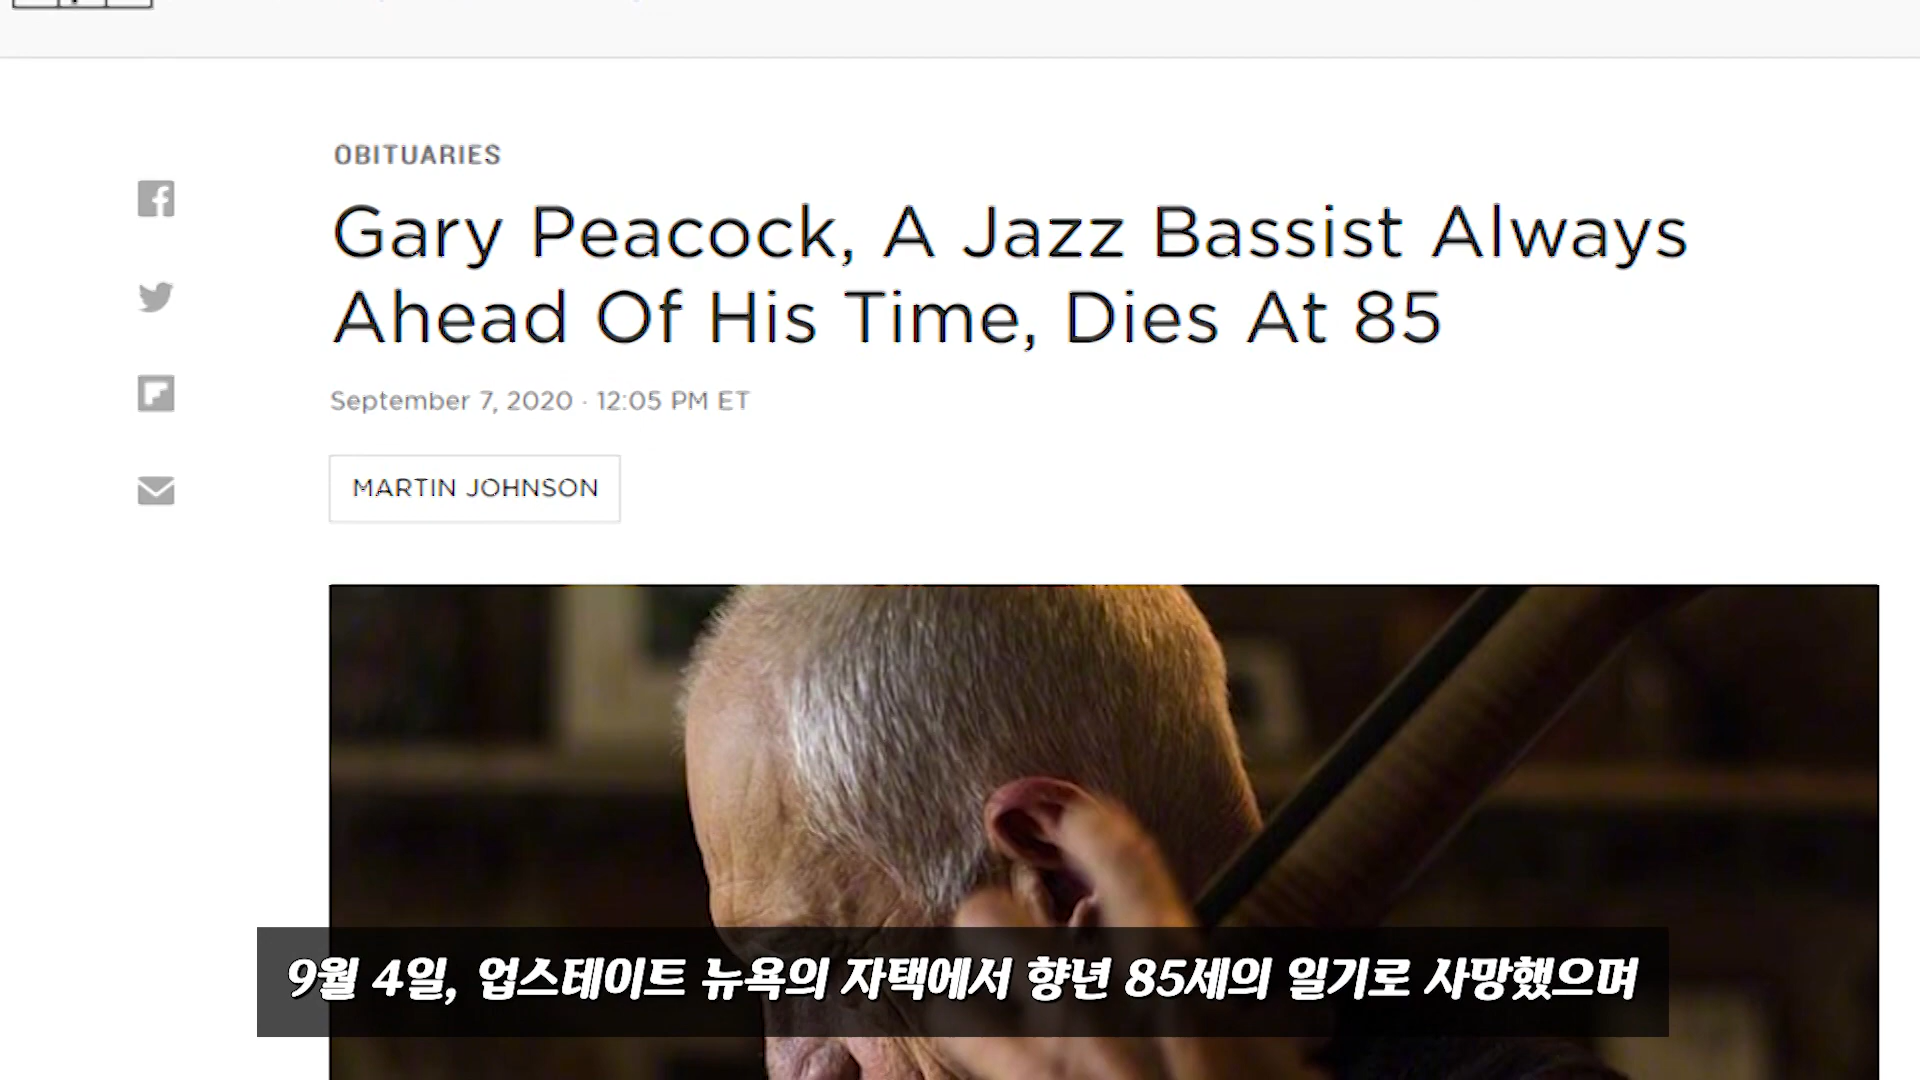 OBITUARIES
Gary Peacock, A Jazz Bassist Always
Ahead Of His Time, Dies At 85
September 7, 2020 · 12:05 PM ET
MARTIN JOHNSON
9월 4일, 업스테이트 뉴욕의 자택에서 향년 85세의 일기로 사망했으며